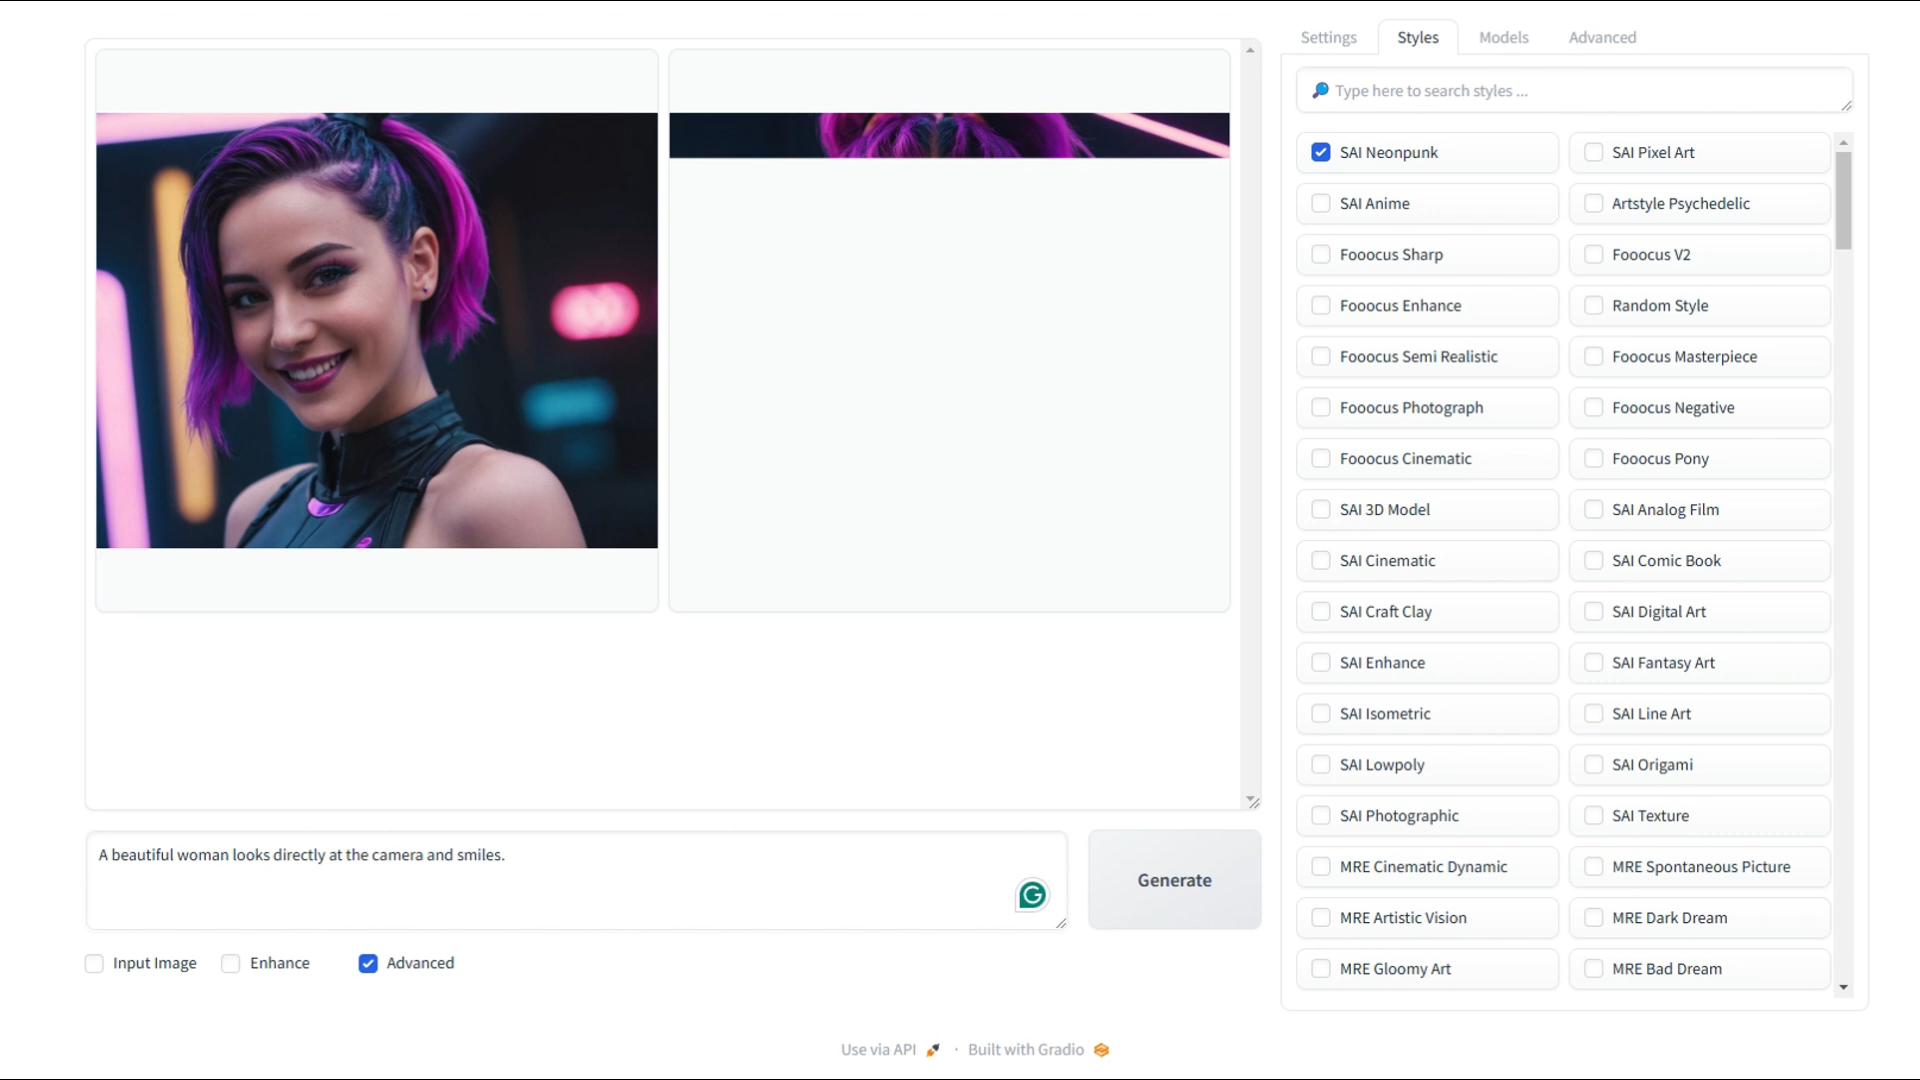 Settings
Styles
Models
Advanced
Type here to search styles ...
SAI Neonpunk
SAI Pixel Art
SAI Anime
Artstyle Psychedelic
Fooocus Sharp
Fooocus V2
Fooocus Enhance
Random Style
Fooocus Semi Realistic
Fooocus Masterpiece
Fooocus Photograph
Fooocus Negative
Fooocus Cinematic
Fooocus Pony
SAI 3D Model
SAI Analog Film
SAI Cinematic
SAI Comic Book
SAI Craft Clay
SAI Digital Art
SAI Enhance
SAI Fantasy Art
SAI Isometric
SAI Line Art
SAI Lowpoly
SAI Origami
SAI Photographic
SAI Texture
MRE Cinematic Dynamic
MRE Spontaneous Picture
MRE Artistic Vision
MRE Dark Dream
MRE Gloomy Art
MRE Bad Dream
A beautiful woman looks directly at the camera and smiles.
Generate
Input Image
Enhance
Advanced
Use via API · Built with Gradio